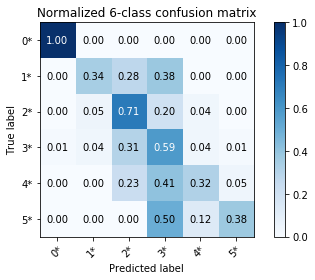 Normalized 6-class confusion matrix
0* 1.00 0.00 0.00 0.00 0.00 0.00
1* 0.00 0.34 0.28 0.38 0.00 0.00
2* 0.00 0.05 0.71 0.20 0.04 0.00
3* 0.01 0.04 0.31 0.59 0.04 0.01
4* 0.00 0.00 0.23 0.41 0.32 0.05
5* 0.00 0.00 0.00 0.50 0.12 0.38
0* 1* 2* 3* 4* 5*
True label
Predicted label
1.0
0.8
0.6
0.4
0.2
0.0